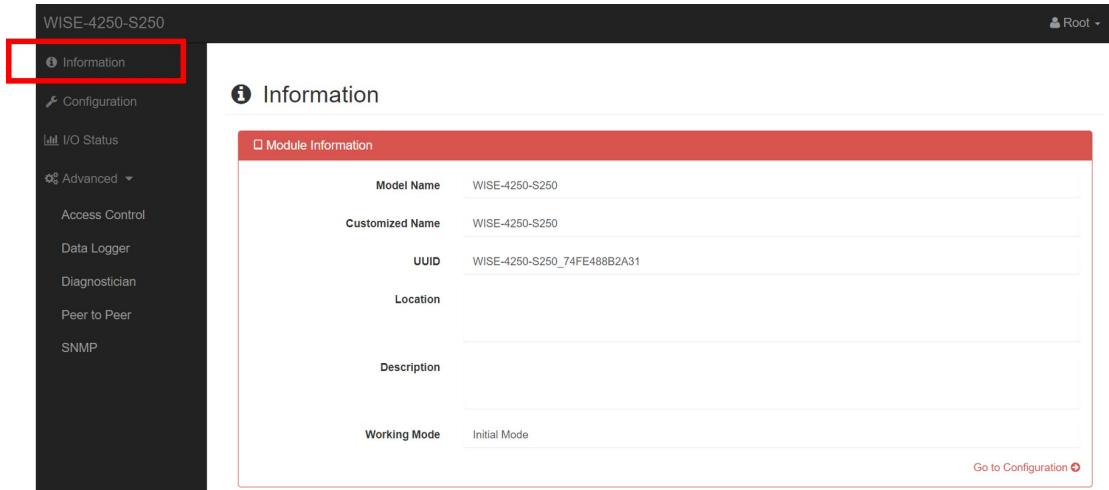 WISE-4250-S250
Root
Information
Configuration
I/O Status
Advanced
Access Control
Data Logger
Diagnostician
Peer to Peer
SNMP
Information
Module Information
Model Name WISE-4250-S250
Customized Name WISE-4250-S250
UUID WISE-4250-S250_74FE488B2A31
Location
Description
Working Mode Initial Mode
Go to Configuration